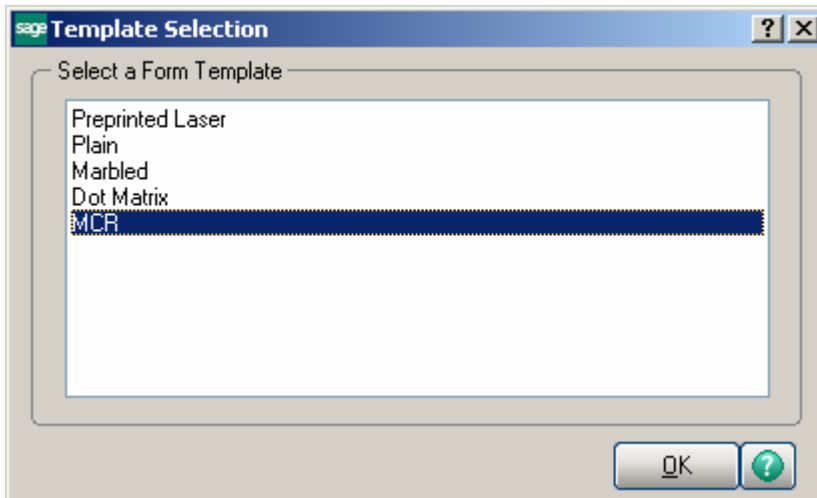 sage Template Selection
Select a Form Template
Preprinted Laser
Plain
Marbled
Dot Matrix
MCR
OK